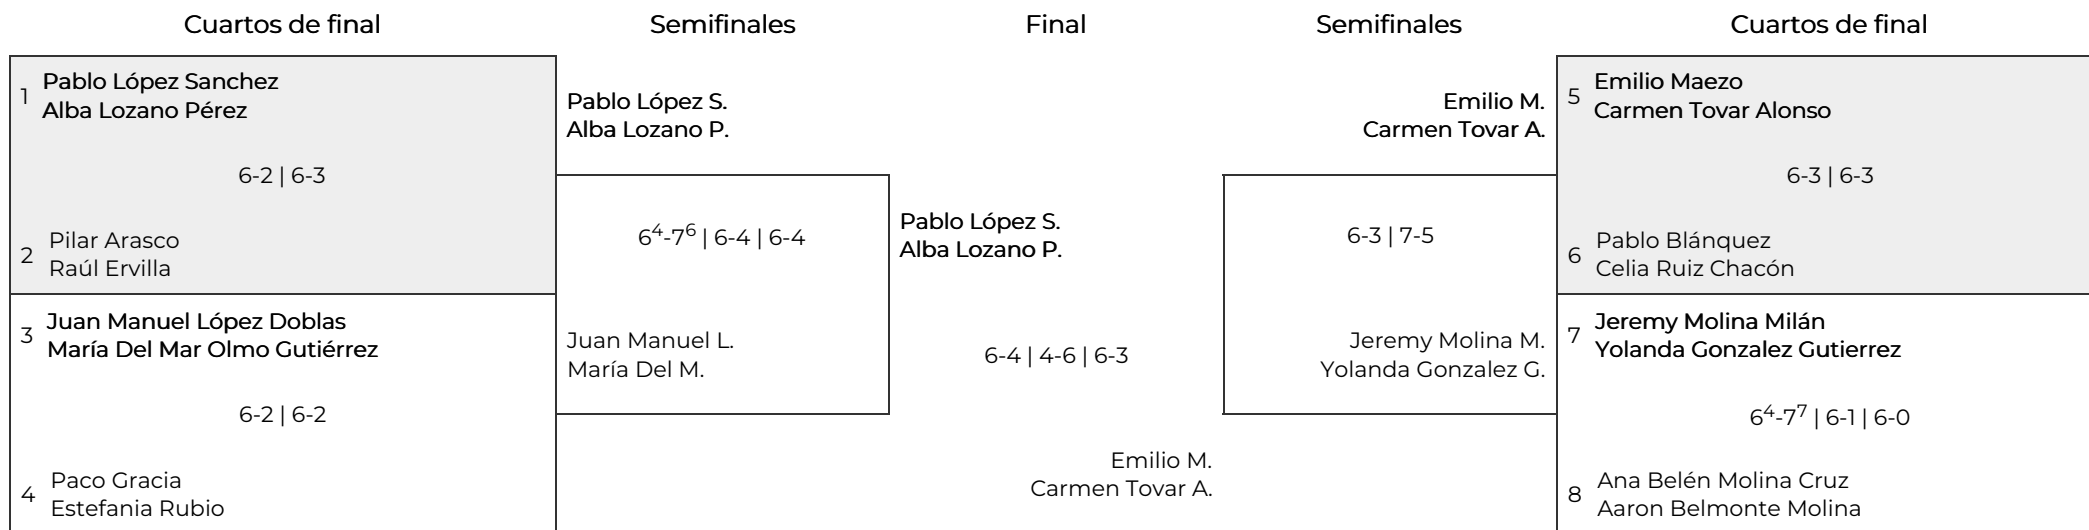 Cuartos de final
Semifinales
Final
Semifinales
Cuartos de final
1
Pablo López Sanchez
Alba Lozano Pérez
6-2 | 6-3
2
Pilar Arasco
Raúl Ervilla
3
Juan Manuel López Doblas
María Del Mar Olmo Gutiérrez
6-2 | 6-2
4
Paco Gracia
Estefania Rubio
Pablo López S.
Alba Lozano P.
6⁴-7⁶ | 6-4 | 6-4
Juan Manuel L.
María Del M.
Pablo López S.
Alba Lozano P.
6-4 | 4-6 | 6-3
Emilio M.
Carmen Tovar A.
Emilio M.
Carmen Tovar A.
6-3 | 7-5
Jeremy Molina M.
Yolanda Gonzalez G.
5
Emilio Maezo
Carmen Tovar Alonso
6-3 | 6-3
6
Pablo Blánquez
Celia Ruiz Chacón
7
Jeremy Molina Milán
Yolanda Gonzalez Gutierrez
6⁴-7⁷ | 6-1 | 6-0
8
Ana Belén Molina Cruz
Aaron Belmonte Molina